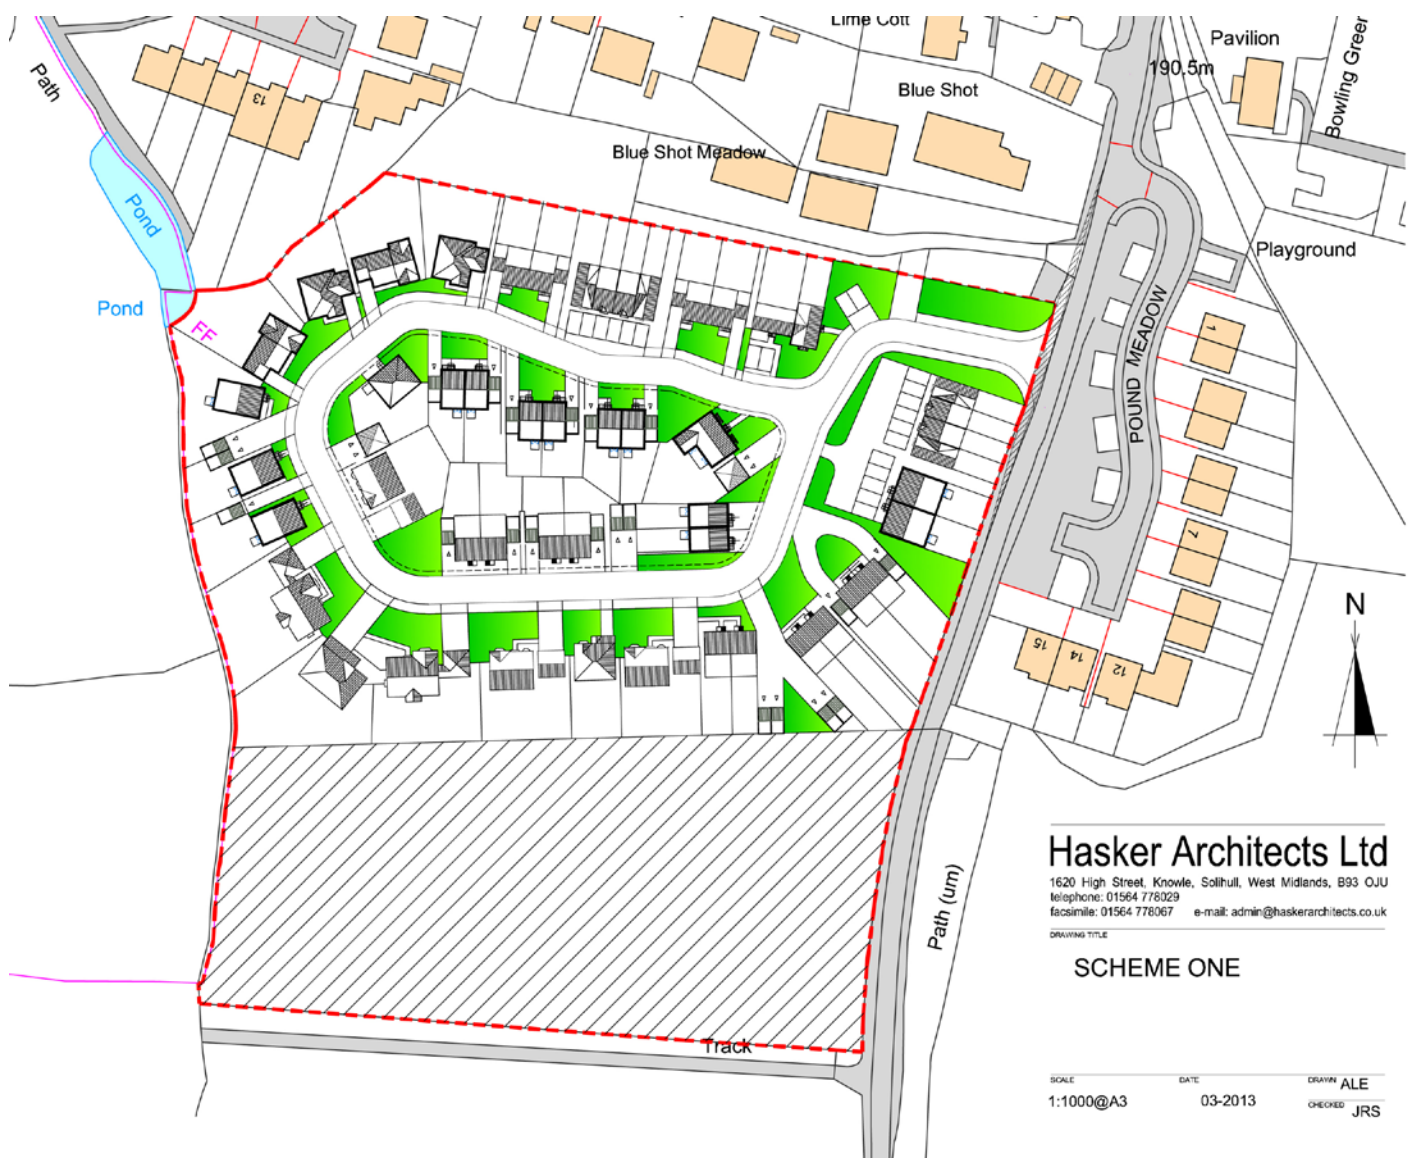 Lime Cott
Pavilion
190.5m
Path
Blue Shot
Bowling Greer
13
Blue Shot Meadow
Pond
Playground
Pond
FF
POUND MEADOW
1
7
N
15
14
12
Hasker Architects Ltd
1620 High Street, Knowle, Solihull, West Midlands, B93 OJU
telephone: 01564 778029
facsimile: 01564 778067 e-mail: admin@haskerarchitects.co.uk
Path (um)
DRAWING TITLE
SCHEME ONE
Track
SCALE DATE DRAWN ALE
1:1000@A3 03-2013 CHECKED JRS